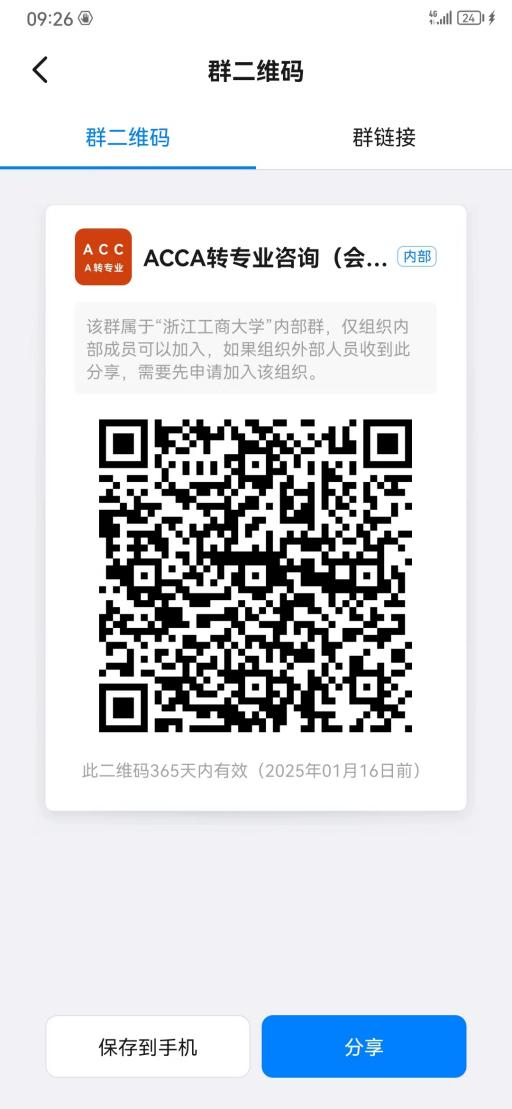 09:26
4G
24
群二维码
群二维码
群链接
ACC
A转专业
ACCA转专业咨询（会...
内部
该群属于“浙江工商大学”内部群，仅组织内
部成员可以加入，如果组织外部人员收到此
分享，需要先申请加入该组织。
此二维码365天内有效（2025年01月16日前）
保存到手机
分享